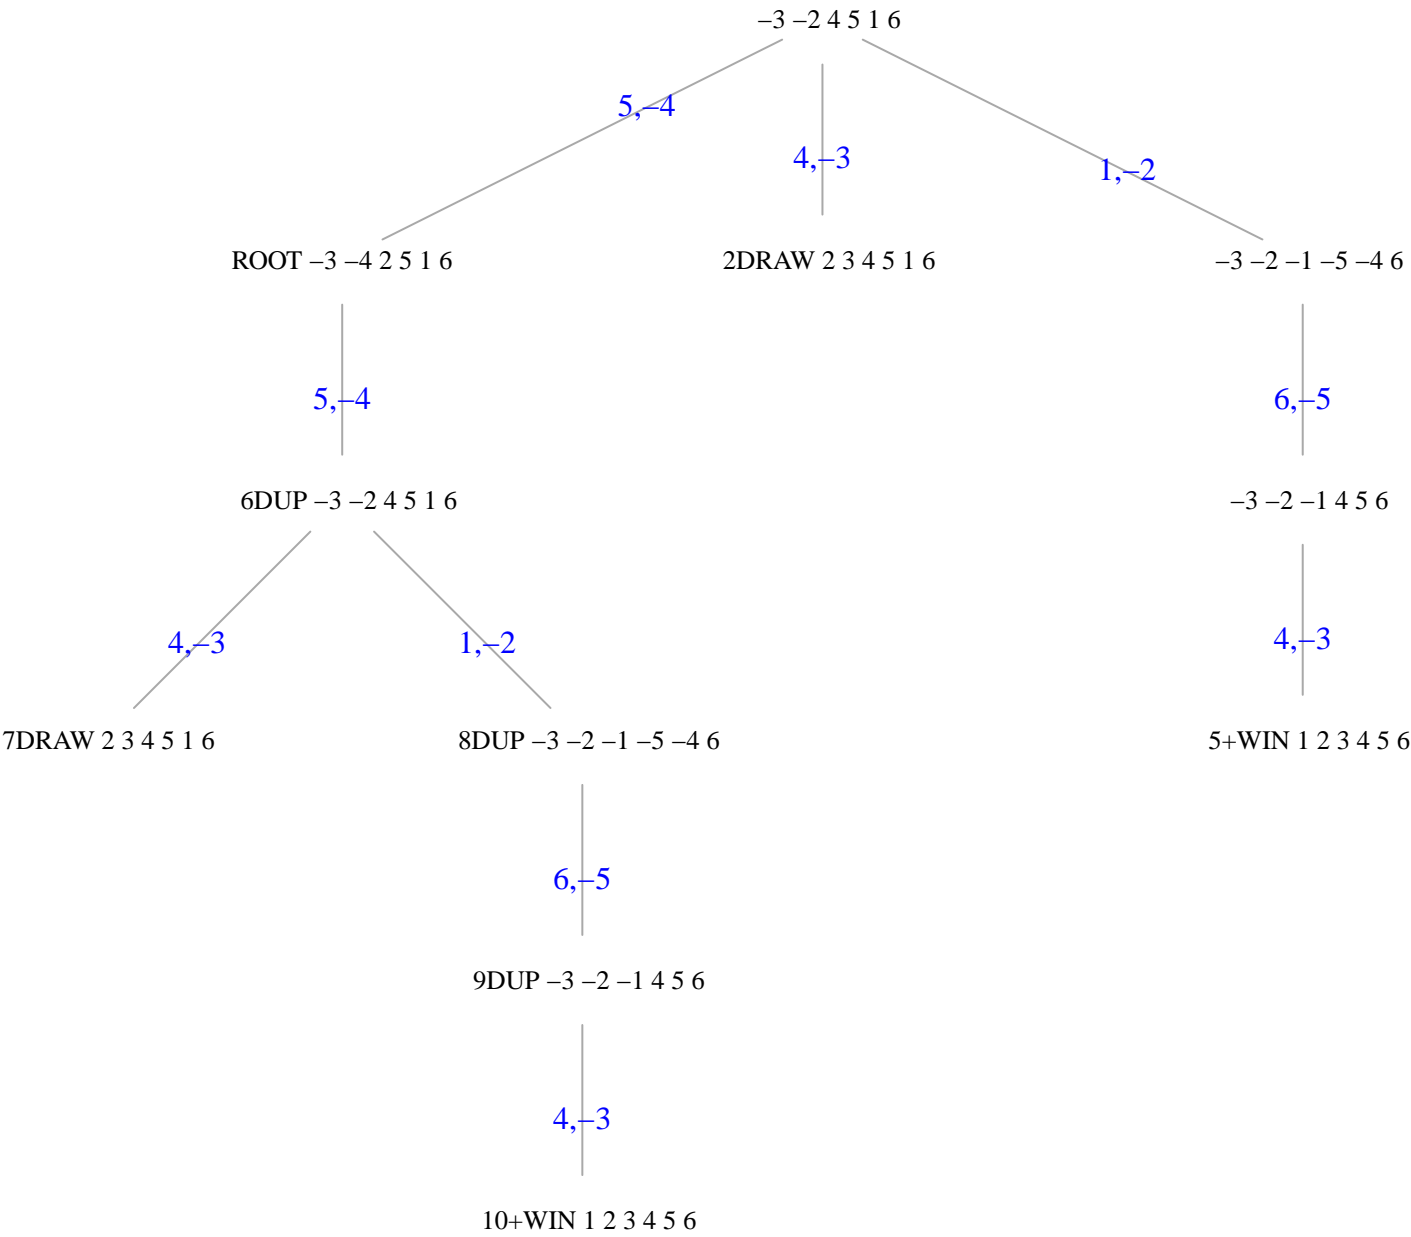 –3 –2 4 5 1 6
5,–4
4,–3
1,–2
ROOT –3 –4 2 5 1 6
2DRAW 2 3 4 5 1 6
–3 –2 –1 –5 –4 6
5,–4
6,–5
6DUP –3 –2 4 5 1 6
–3 –2 –1 4 5 6
4,–3
1,–2
4,–3
7DRAW 2 3 4 5 1 6
8DUP –3 –2 –1 –5 –4 6
5+WIN 1 2 3 4 5 6
6,–5
9DUP –3 –2 –1 4 5 6
4,–3
10+WIN 1 2 3 4 5 6